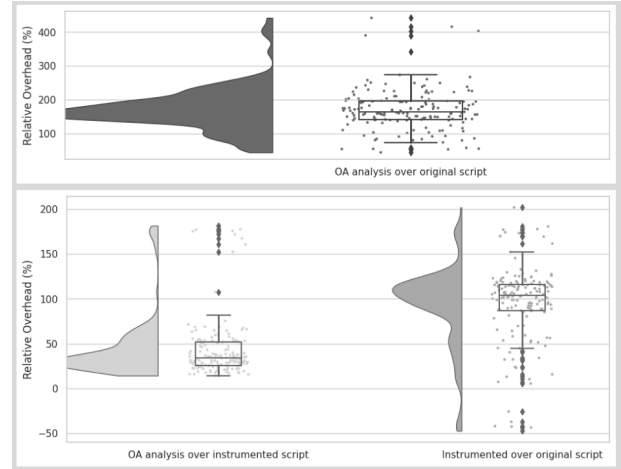 Relative Overhead (%)
400
300
200
100
OA analysis over original script
Relative Overhead (%)
200
150
100
50
0
−50
OA analysis over instrumented script
Instrumented over original script